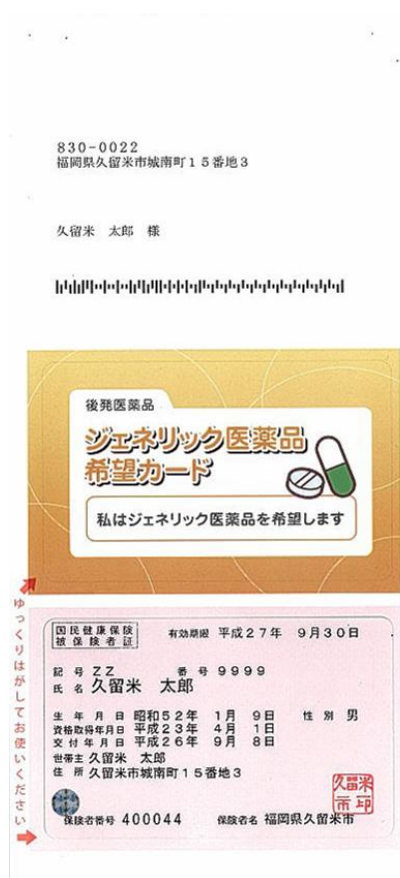 830-0022
福岡県久留米市城南町15番地3
久留米 太郎 様
後発医薬品
ジェネリック医薬品
希望カード
私はジェネリック医薬品を希望します
ゆっくりはがしてお使いください
国民健康保険
被保険者証
有効期限 平成27年 9月30日
記号 ZZ 番号 9999
氏名 久留米 太郎
生年月日 昭和52年 1月 9日 性別 男
資格取得年月日 平成23年 4月 1日
交付年月日 平成26年 9月 8日
世帯主 久留米 太郎
住所 久留米市城南町15番地3
久留米
市印
保険者番号 400044 保険者名 福岡県久留米市